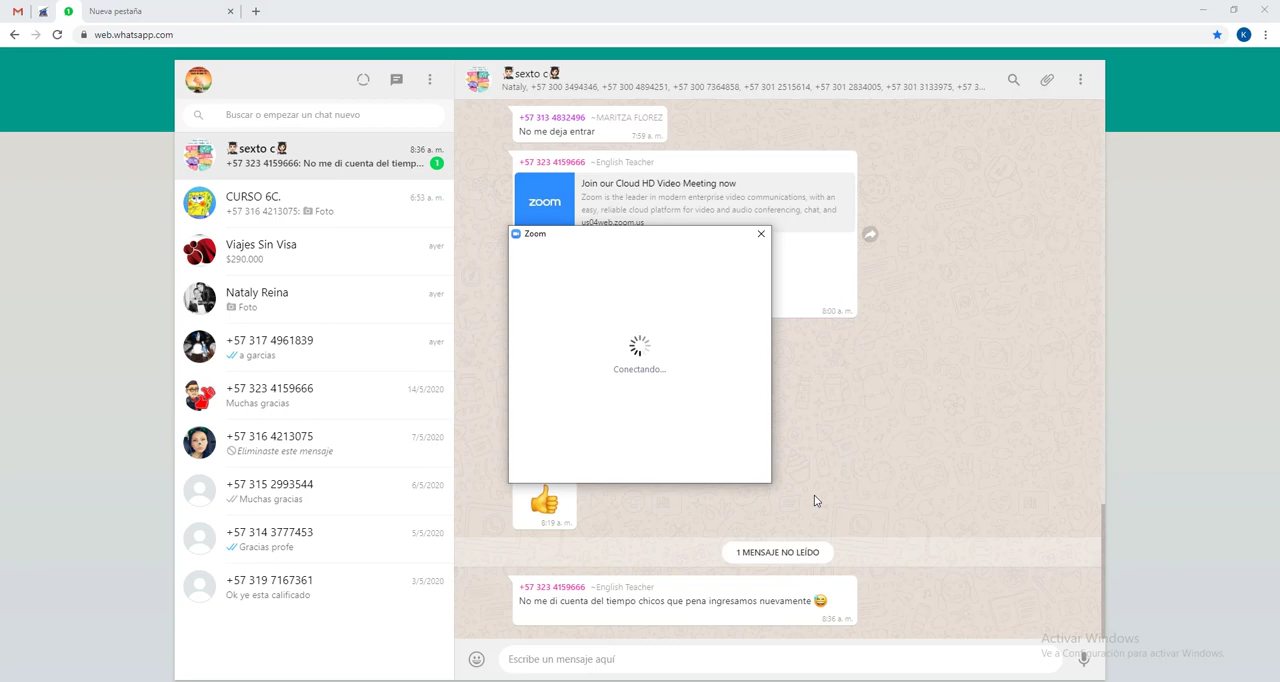 Nueva pestaña
web.whatsapp.com
K
Buscar o empezar un chat nuevo
sexto c
8:36 a. m.
+57 323 4159666: No me di cuenta del tiemp...
1
CURSO 6C.
6:53 a. m.
+57 316 4213075: Foto
Viajes Sin Visa
ayer
$290.000
Nataly Reina
ayer
Foto
+57 317 4961839
ayer
a garcias
+57 323 4159666
14/5/2020
Muchas gracias
+57 316 4213075
7/5/2020
Eliminaste este mensaje
+57 315 2993544
6/5/2020
Muchas gracias
+57 314 3777453
5/5/2020
Gracias profe
+57 319 7167361
3/5/2020
Ok ye esta calificado
sexto c
Nataly, +57 300 3494346, +57 300 4894251, +57 300 7364858, +57 301 2515614, +57 301 2834005, +57 301 3133975, +57 3...
+57 313 4832496 ~MARITZA FLOREZ
No me deja entrar
7:59 a. m.
+57 323 4159666 ~English Teacher
zoom
Join our Cloud HD Video Meeting now
Zoom is the leader in modern enterprise video communications, with an
easy, reliable cloud platform for video and audio conferencing, chat, and
us04web.zoom.us
8:00 a. m.
Zoom
Conectando...
8:19 a. m.
1 MENSAJE NO LEÍDO
+57 323 4159666 ~English Teacher
No me di cuenta del tiempo chicos que pena ingresamos nuevamente 😅
8:36 a. m.
Escribe un mensaje aquí
Activar Windows
Ve a Configuración para activar Windows.